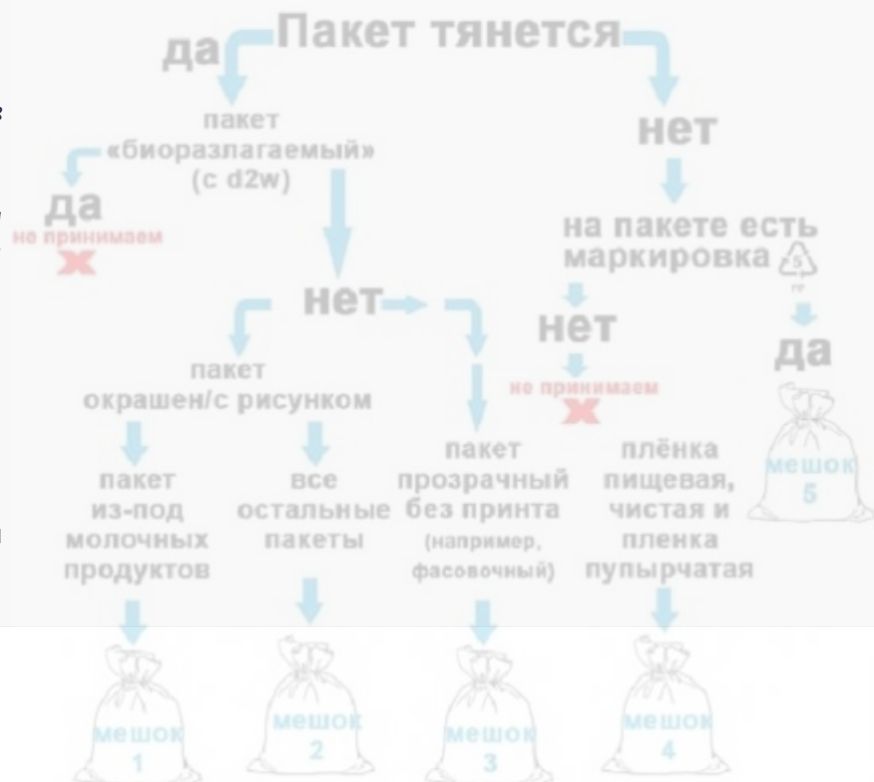 Пакет тянется
да
пакет
«биоразлагаемый»
(с d2w)
да
не принимаем
нет
пакет
окрашен/с рисунком
пакет
из-под
молочных
продуктов
мешок
1
все
остальные
пакеты
мешок
2
пакет
прозрачный
без принта
(например,
фасовочный)
мешок
3
плёнка
пищевая,
чистая и
пленка
пупырчатая
мешок
4
нет
на пакете есть
маркировка
5
PP
нет
не принимаем
да
мешок
5